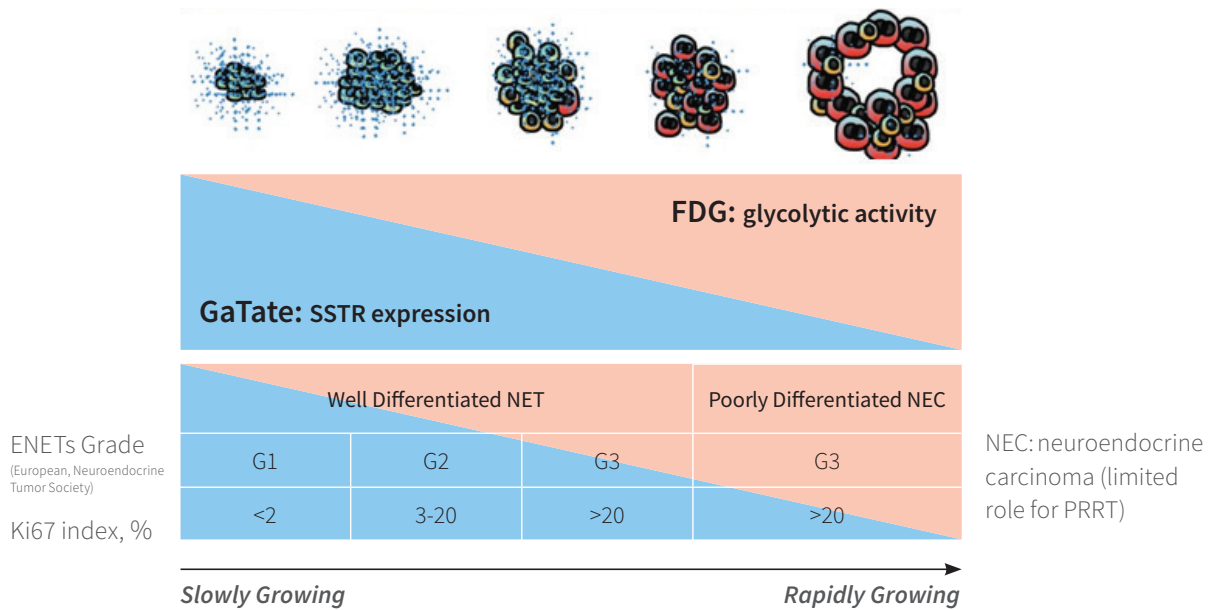 FDG: glycolytic activity
GaTate: SSTR expression
Well Differentiated NET
Poorly Differentiated NEC
ENETs Grade
(European, Neuroendocrine
Tumor Society)
G1
G2
G3
G3
NEC: neuroendocrine
carcinoma (limited
role for PRRT)
Ki67 index, %
<2
3-20
>20
>20
Slowly Growing
Rapidly Growing